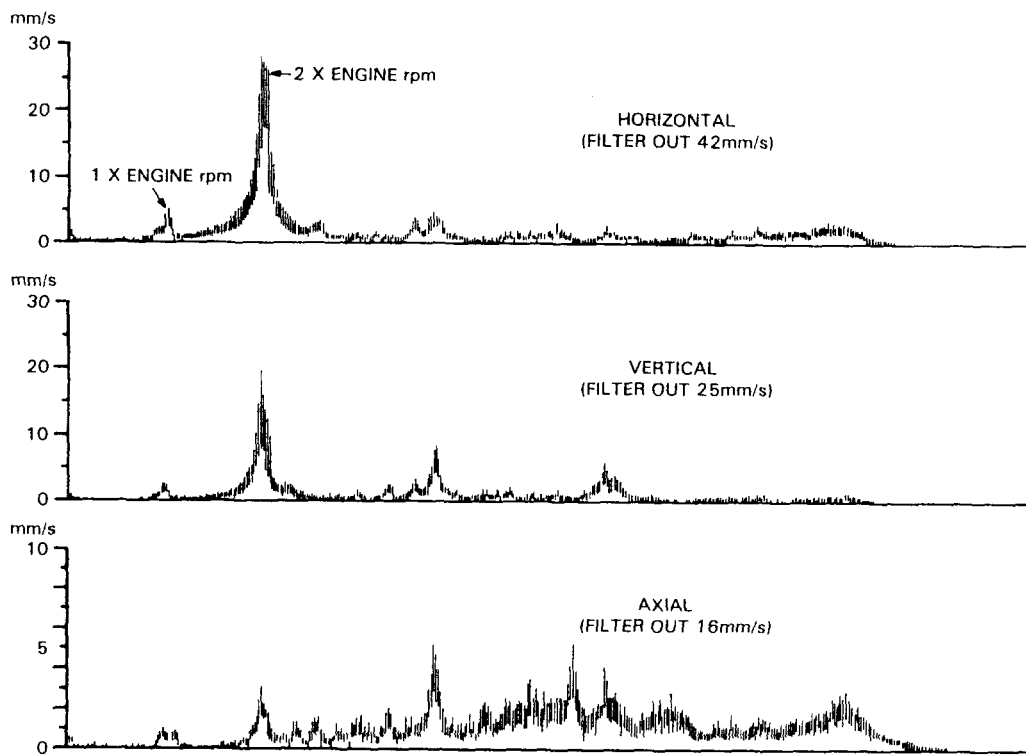 mm/s
30
2 X ENGINE rpm
20
HORIZONTAL
(FILTER OUT 42mm/s)
1 X ENGINE rpm
10
0
mm/s
30
20
VERTICAL
(FILTER OUT 25mm/s)
10
0
mm/s
10
AXIAL
(FILTER OUT 16mm/s)
5
0